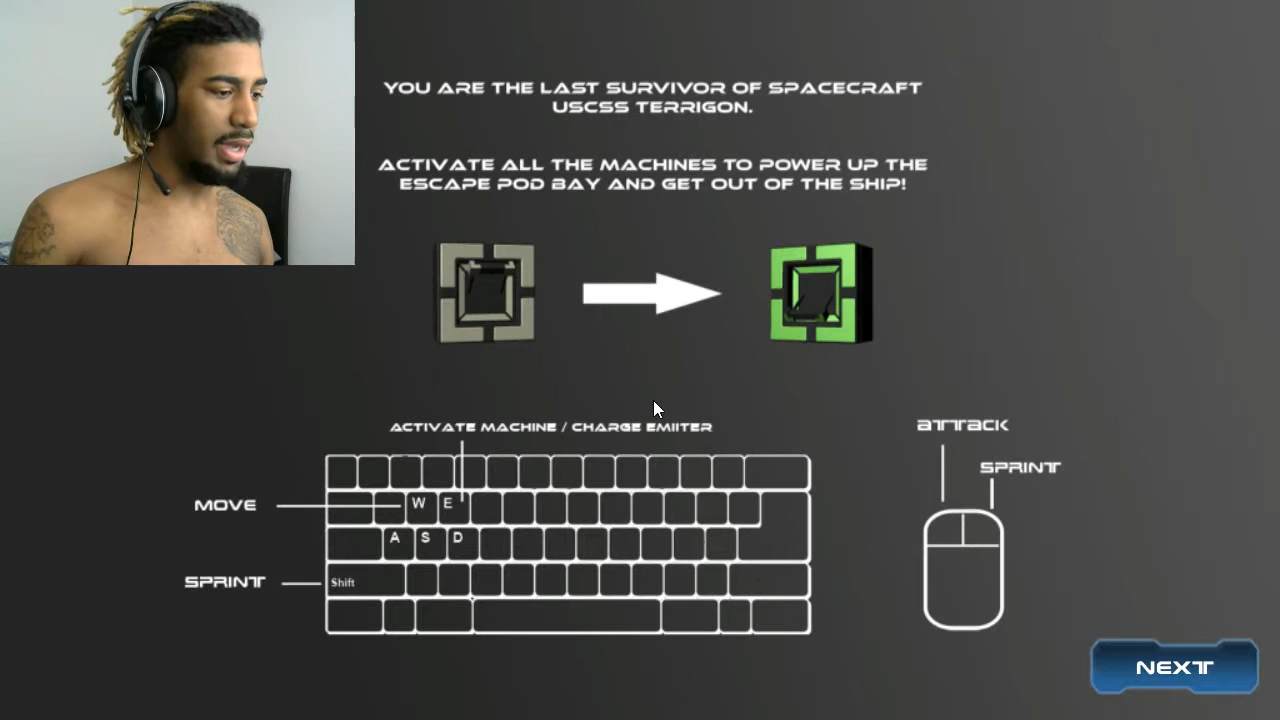 YOU ARE THE LAST SURVIVOR OF SPACECRAFT
USCSS TERRIGON.
ACTIVATE ALL THE MACHINES TO POWER UP THE
ESCAPE POD BAY AND GET OUT OF THE SHIP!
ACTIVATE MACHINE / CHARGE EMIITER
ATTACK
SPRINT
MOVE
W E
A S D
SPRINT
Shift
NEXT